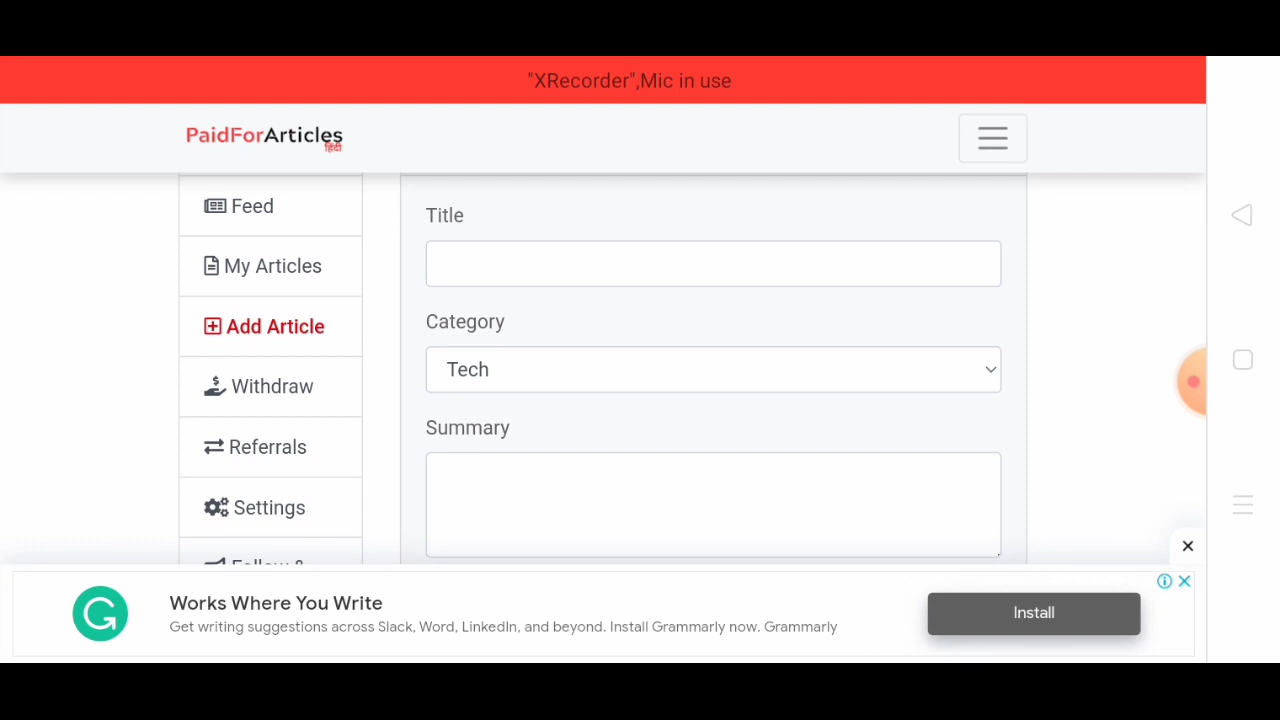 "XRecorder",Mic in use
PaidForArticles
हिंदी
Feed
My Articles
Add Article
Withdraw
Referrals
Settings
Follow &
Title
Category
Tech
Summary
Works Where You Write
Get writing suggestions across Slack, Word, LinkedIn, and beyond. Install Grammarly now. Grammarly
Install